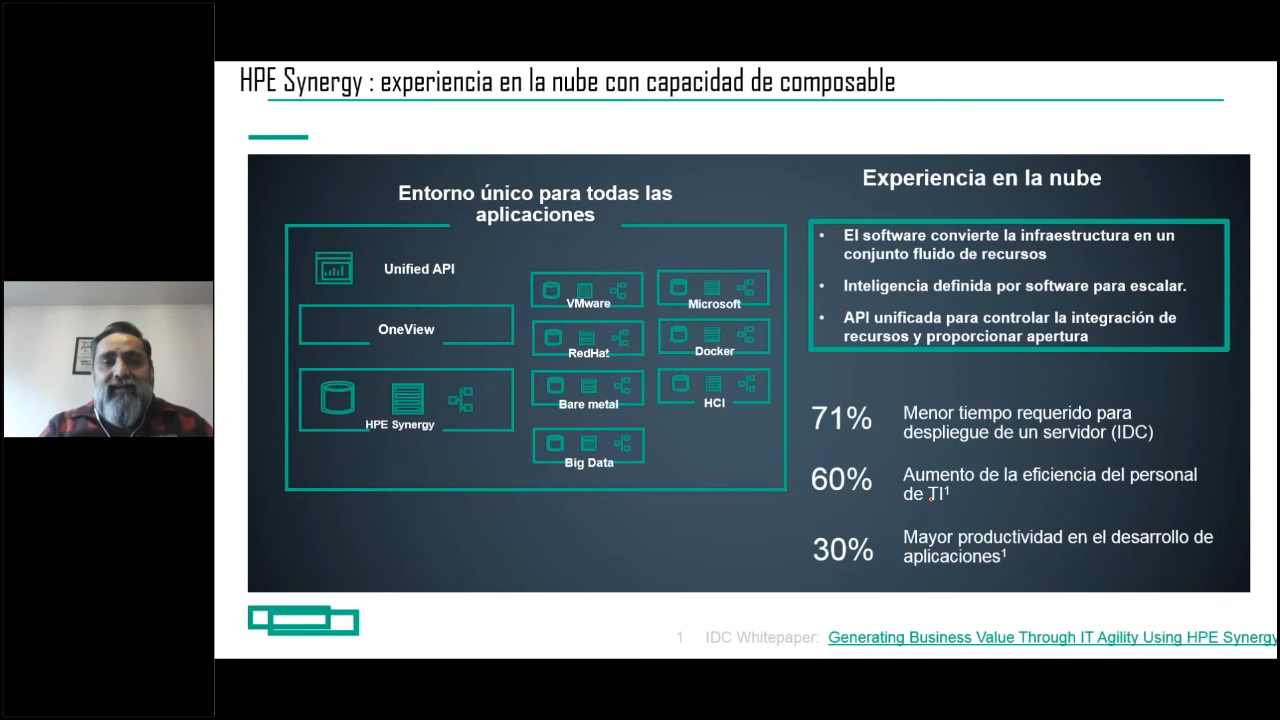 HPE Synergy : experiencia en la nube con capacidad de composable
Entorno único para todas las
aplicaciones
Unified API
OneView
HPE Synergy
VMware
Microsoft
RedHat
Docker
Bare metal
HCI
Big Data
Experiencia en la nube
• El software convierte la infraestructura en un
conjunto fluido de recursos
• Inteligencia definida por software para escalar.
• API unificada para controlar la integración de
recursos y proporcionar apertura
71% Menor tiempo requerido para
despliegue de un servidor (IDC)
60% Aumento de la eficiencia del personal
de TI¹
30% Mayor productividad en el desarrollo de
aplicaciones¹
1 IDC Whitepaper: Generating Business Value Through IT Agility Using HPE Synergy